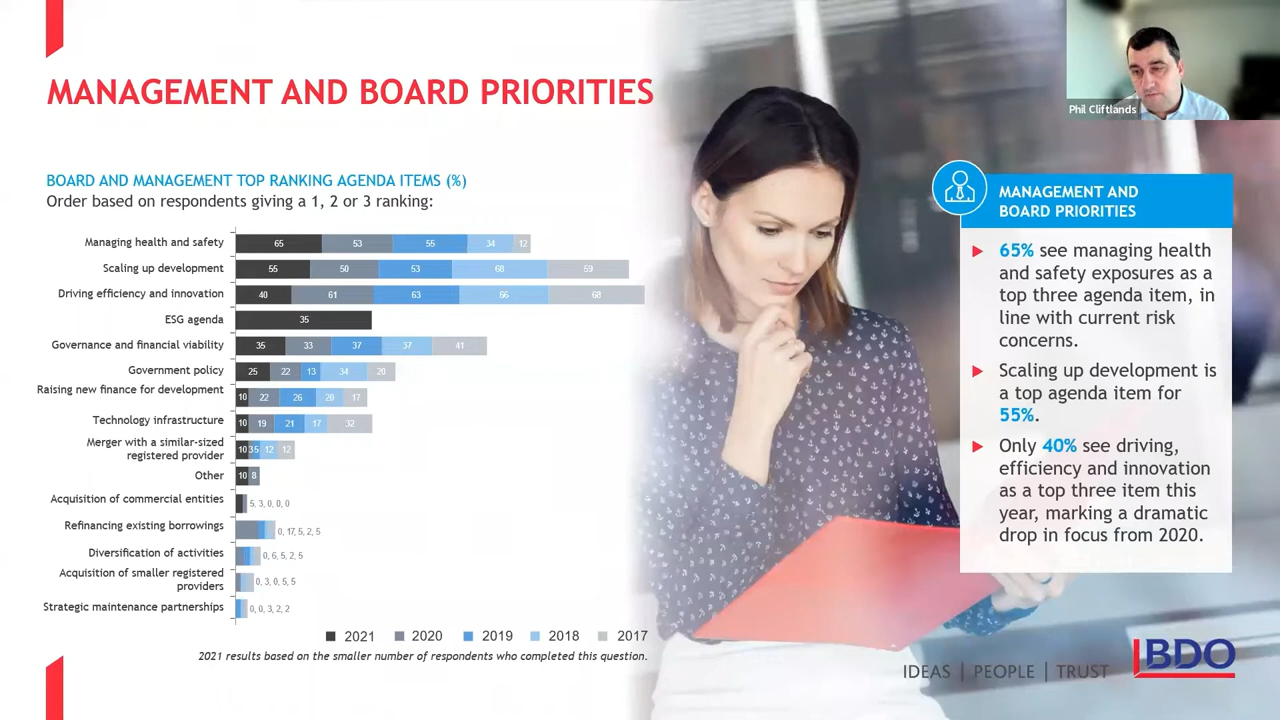 MANAGEMENT AND BOARD PRIORITIES
BOARD AND MANAGEMENT TOP RANKING AGENDA ITEMS (%)
Order based on respondents giving a 1, 2 or 3 ranking:
Managing health and safety 65 53 55 34 12
Scaling up development 55 50 53 68 59
Driving efficiency and innovation 40 61 63 66 68
ESG agenda 35
Governance and financial viability 35 33 37 37 41
Government policy 25 22 13 34 20
Raising new finance for development 10 22 26 20 17
Technology infrastructure 10 19 21 17 32
Merger with a similar-sized
registered provider 10 3 5 12 12
Other 10 8
Acquisition of commercial entities 5, 3, 0, 0, 0
Refinancing existing borrowings 0, 17, 5, 2, 5
Diversification of activities 0, 6, 5, 2, 5
Acquisition of smaller registered
providers 0, 3, 0, 5, 5
Strategic maintenance partnerships 0, 0, 3, 2, 2
2021 2020 2019 2018 2017
2021 results based on the smaller number of respondents who completed this question.
Phil Cliftlands
MANAGEMENT AND
BOARD PRIORITIES
65% see managing health
and safety exposures as a
top three agenda item, in
line with current risk
concerns.
Scaling up development is
a top agenda item for
55%.
Only 40% see driving,
efficiency and innovation
as a top three item this
year, marking a dramatic
drop in focus from 2020.
IDEAS | PEOPLE | TRUST
BDO